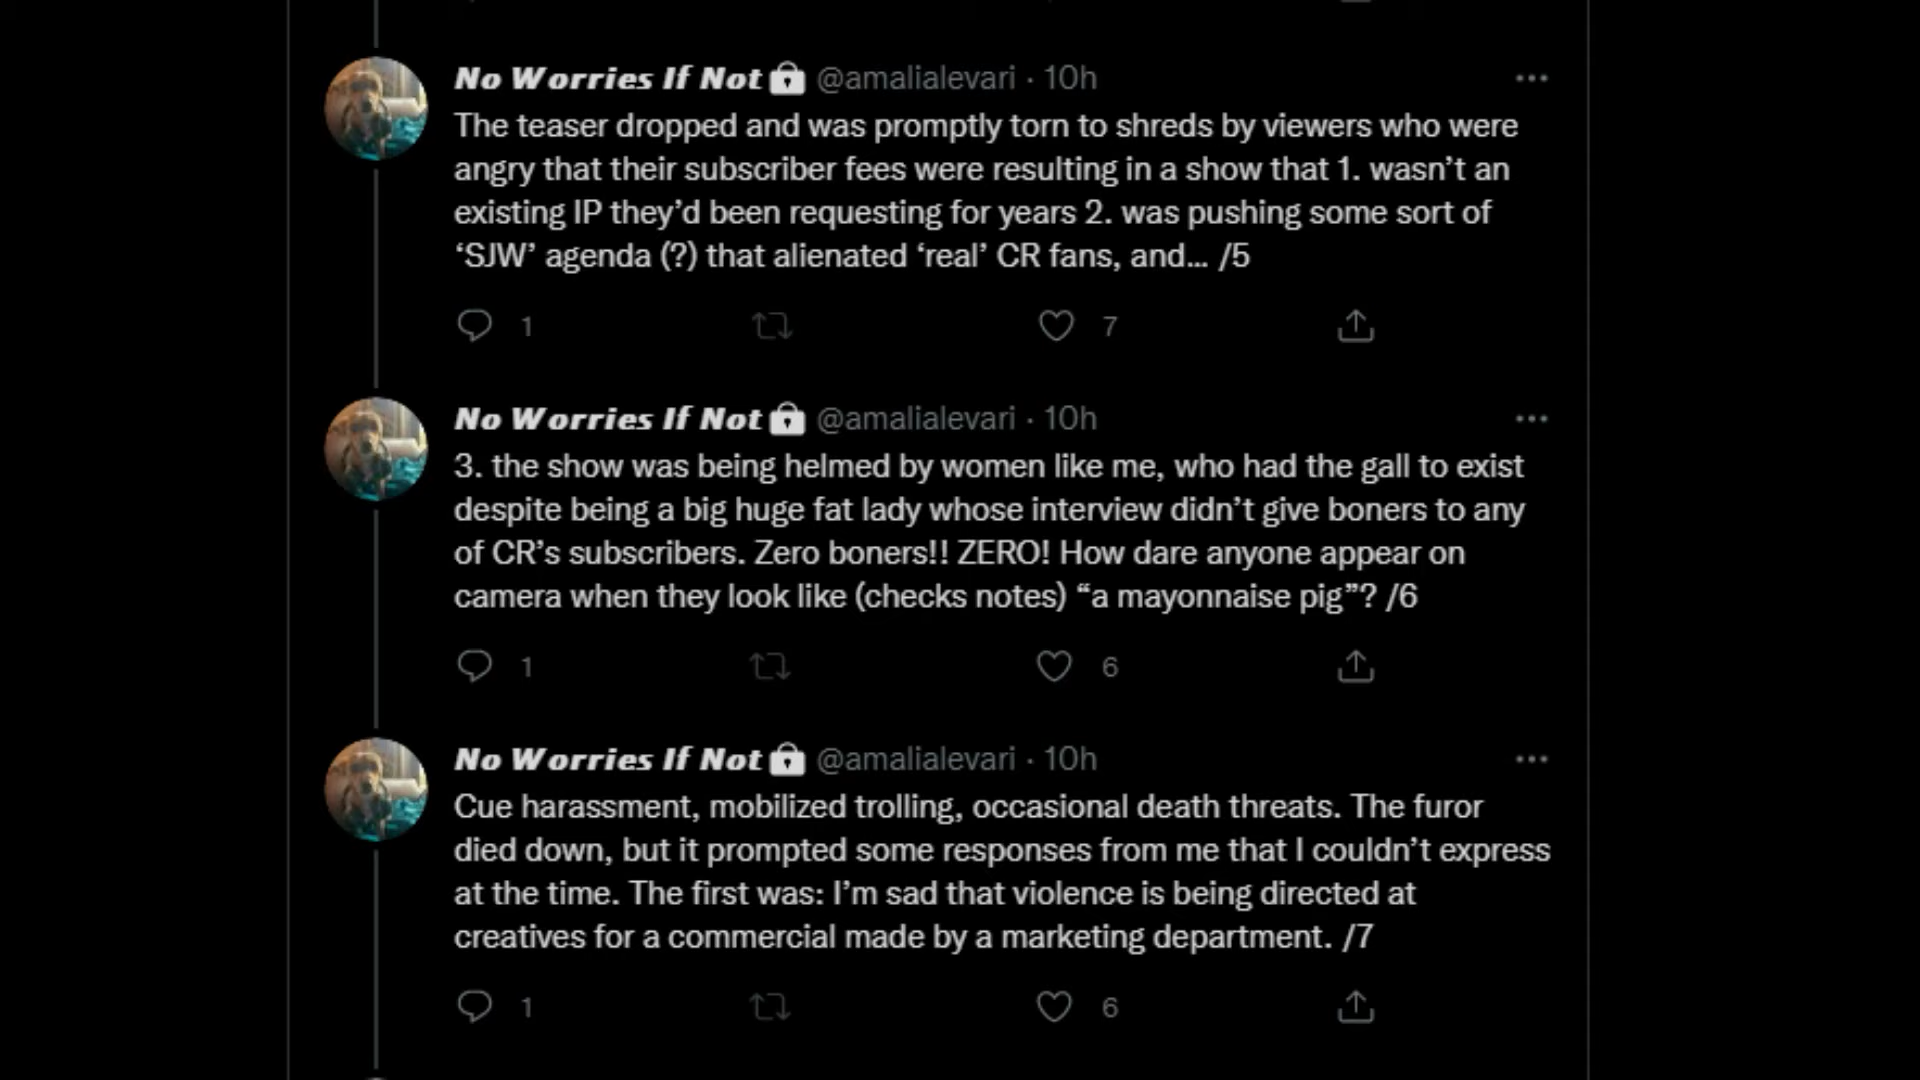 No Worries If Not @amalialevari · 10h
The teaser dropped and was promptly torn to shreds by viewers who were
angry that their subscriber fees were resulting in a show that 1. wasn’t an
existing IP they’d been requesting for years 2. was pushing some sort of
‘SJW’ agenda (?) that alienated ‘real’ CR fans, and... /5
1 7
No Worries If Not @amalialevari · 10h
3. the show was being helmed by women like me, who had the gall to exist
despite being a big huge fat lady whose interview didn’t give boners to any
of CR’s subscribers. Zero boners!! ZERO! How dare anyone appear on
camera when they look like (checks notes) “a mayonnaise pig”? /6
1 6
No Worries If Not @amalialevari · 10h
Cue harassment, mobilized trolling, occasional death threats. The furor
died down, but it prompted some responses from me that I couldn’t express
at the time. The first was: I’m sad that violence is being directed at
creatives for a commercial made by a marketing department. /7
1 6